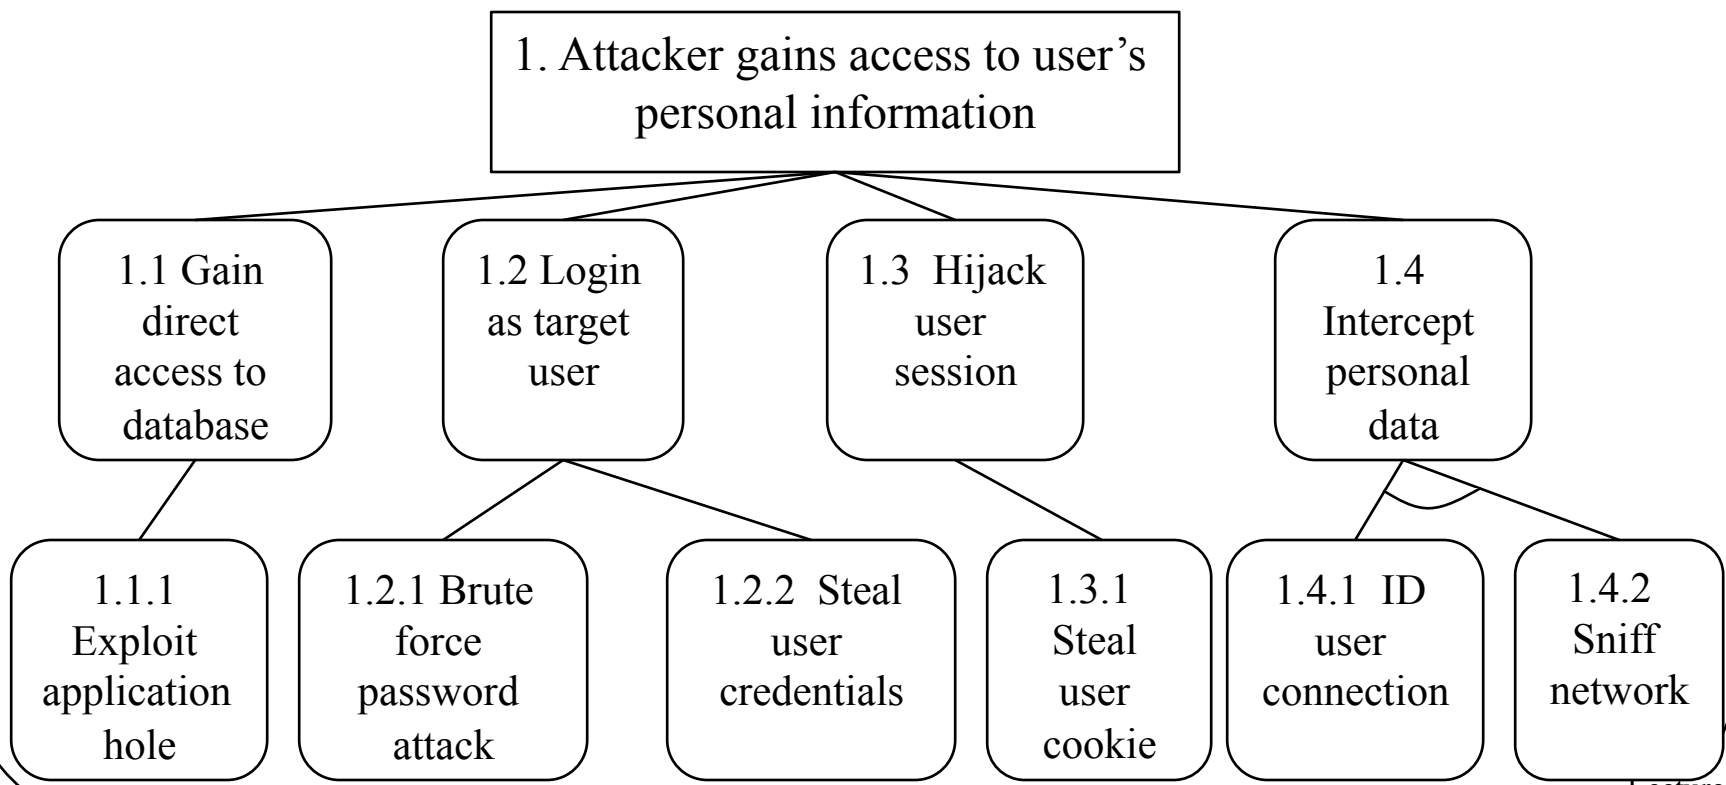 1. Attacker gains access to user’s
personal information
1.1 Gain
direct
access to
database
1.2 Login
as target
user
1.3 Hijack
user
session
1.4
Intercept
personal
data
1.1.1
Exploit
application
hole
1.2.1 Brute
force
password
attack
1.2.2 Steal
user
credentials
1.3.1
Steal
user
cookie
1.4.1 ID
user
connection
1.4.2
Sniff
network